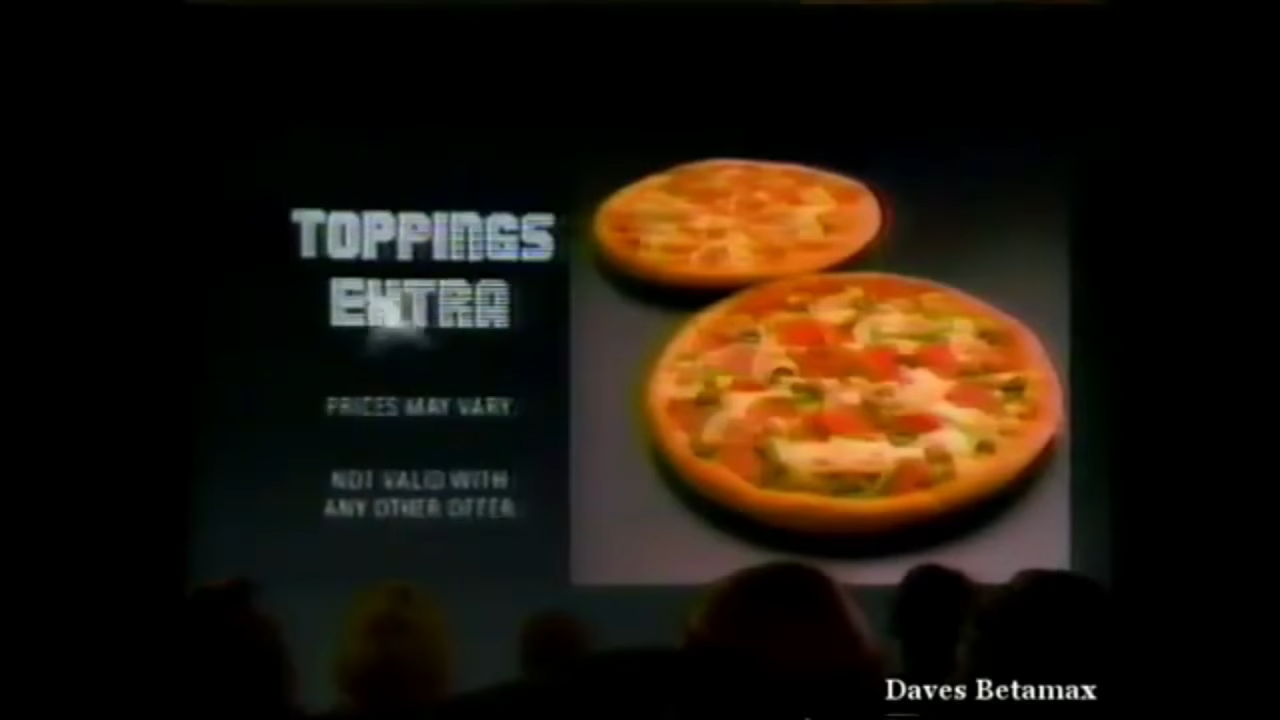 TOPPINGS
EXTRA
PRICES MAY VARY.
NOT VALID WITH
ANY OTHER OFFER.
Daves Betamax